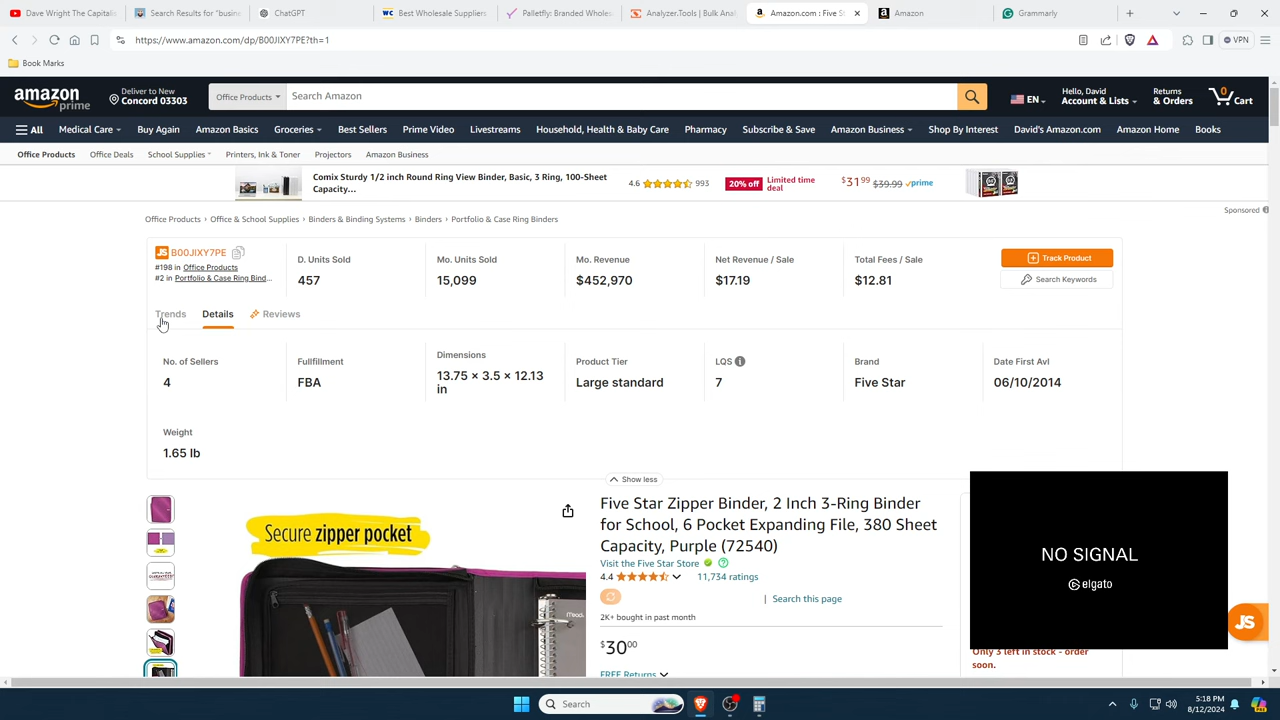 Dave Wright The Capitalis
Search Results for "busine
ChatGPT
Best Wholesale Suppliers
Palletfly: Branded Wholes
Analyzer.Tools | Bulk Anal
Amazon.com : Five St
Amazon
Grammarly
https://www.amazon.com/dp/B00JIXY7PE?th=1
VPN
Book Marks
amazon
prime
Deliver to New
Concord 03303
Office Products
Search Amazon
EN
Hello, David
Account & Lists
Returns
& Orders
0
Cart
All
Medical Care
Buy Again
Amazon Basics
Groceries
Best Sellers
Prime Video
Livestreams
Household, Health & Baby Care
Pharmacy
Subscribe & Save
Amazon Business
Shop By Interest
David's Amazon.com
Amazon Home
Books
Office Products
Office Deals
School Supplies
Printers, Ink & Toner
Projectors
Amazon Business
Comix Sturdy 1/2 inch Round Ring View Binder, Basic, 3 Ring, 100-Sheet
Capacity...
4.6
993
20% off
Limited time
deal
$31.99 $39.99 prime
Sponsored
Office Products › Office & School Supplies › Binders & Binding Systems › Binders › Portfolio & Case Ring Binders
JS B00JIXY7PE
#198 in Office Products
#2 in Portfolio & Case Ring Bind...
D. Units Sold
457
Mo. Units Sold
15,099
Mo. Revenue
$452,970
Net Revenue / Sale
$17.19
Total Fees / Sale
$12.81
Track Product
Search Keywords
Trends
Details
Reviews
No. of Sellers
4
Fullfillment
FBA
Dimensions
13.75 × 3.5 × 12.13
in
Product Tier
Large standard
LQS
7
Brand
Five Star
Date First Avl
06/10/2014
Weight
1.65 lb
Show less
Secure zipper pocket
Mead
Five Star Zipper Binder, 2 Inch 3-Ring Binder
for School, 6 Pocket Expanding File, 380 Sheet
Capacity, Purple (72540)
Visit the Five Star Store
4.4
11,734 ratings
| Search this page
2K+ bought in past month
$30.00
FREE Returns
NO SIGNAL
elgato
JS
Only 3 left in stock - order
soon.
Search
5:18 PM
8/12/2024